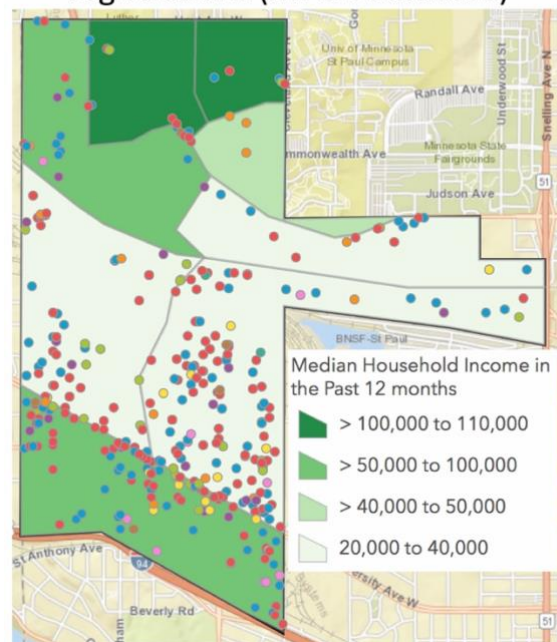 Univ of Minnesota
St Paul Campus
Underwood St
Snelling Ave N
Randall Ave
Minnesota State
Fairgrounds
mmonwealth Ave
51
Judson Ave
BNSF-St Paul
Median Household Income in
the Past 12 months
> 100,000 to 110,000
> 50,000 to 100,000
> 40,000 to 50,000
20,000 to 40,000
St Anthony Ave
94
ersity Ave W
Beverly Rd
51